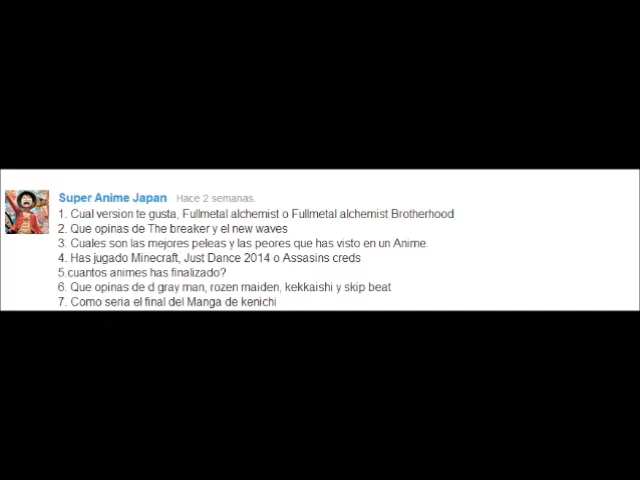 Super Anime Japan Hace 2 semanas.
1. Cual version te gusta, Fullmetal alchemist o Fullmetal alchemist Brotherhood
2. Que opinas de The breaker y el new waves
3. Cuales son las mejores peleas y las peores que has visto en un Anime.
4. Has jugado Minecraft, Just Dance 2014 o Assasins creds
5.cuantos animes has finalizado?
6. Que opinas de d gray man, rozen maiden, kekkaishi y skip beat
7. Como seria el final del Manga de kenichi